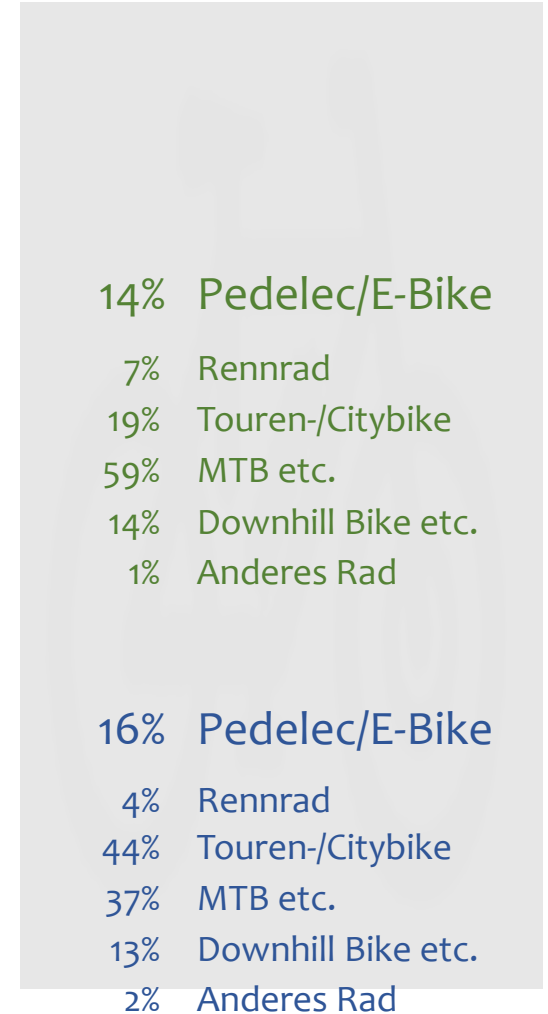 14% Pedelec/E-Bike
7% Rennrad
19% Touren-/Citybike
59% MTB etc.
14% Downhill Bike etc.
1% Anderes Rad
16% Pedelec/E-Bike
4% Rennrad
44% Touren-/Citybike
37% MTB etc.
13% Downhill Bike etc.
2% Anderes Rad